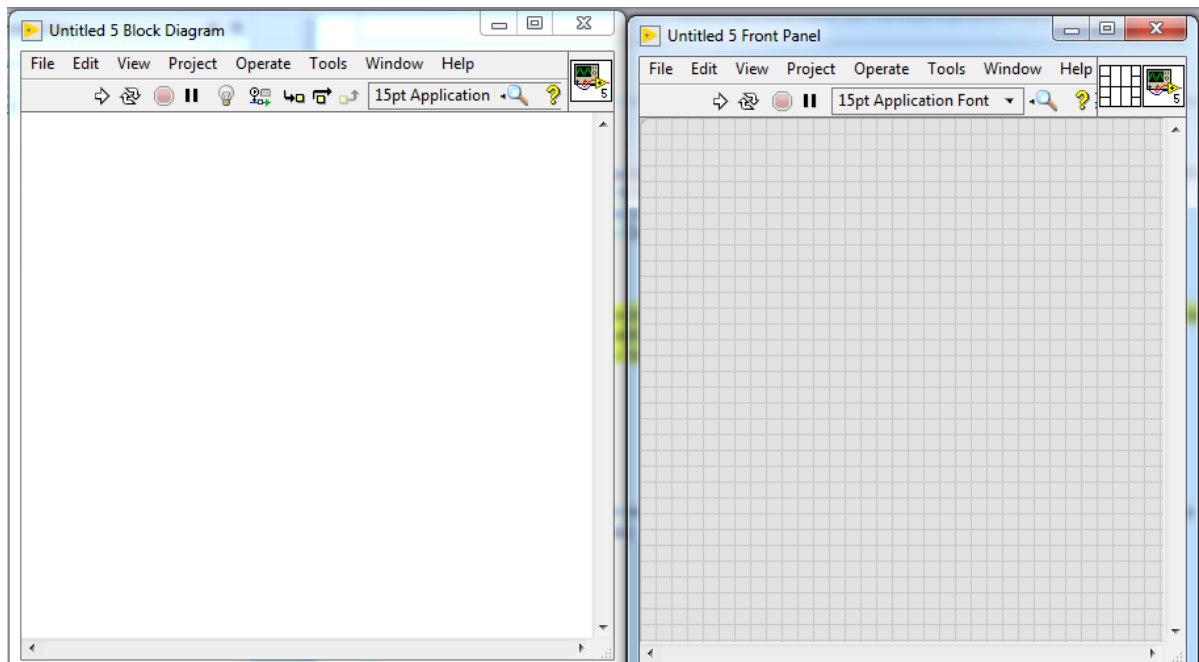 Untitled 5 Block Diagram
File Edit View Project Operate Tools Window Help
15pt Application
5
Untitled 5 Front Panel
File Edit View Project Operate Tools Window Help
15pt Application Font
5